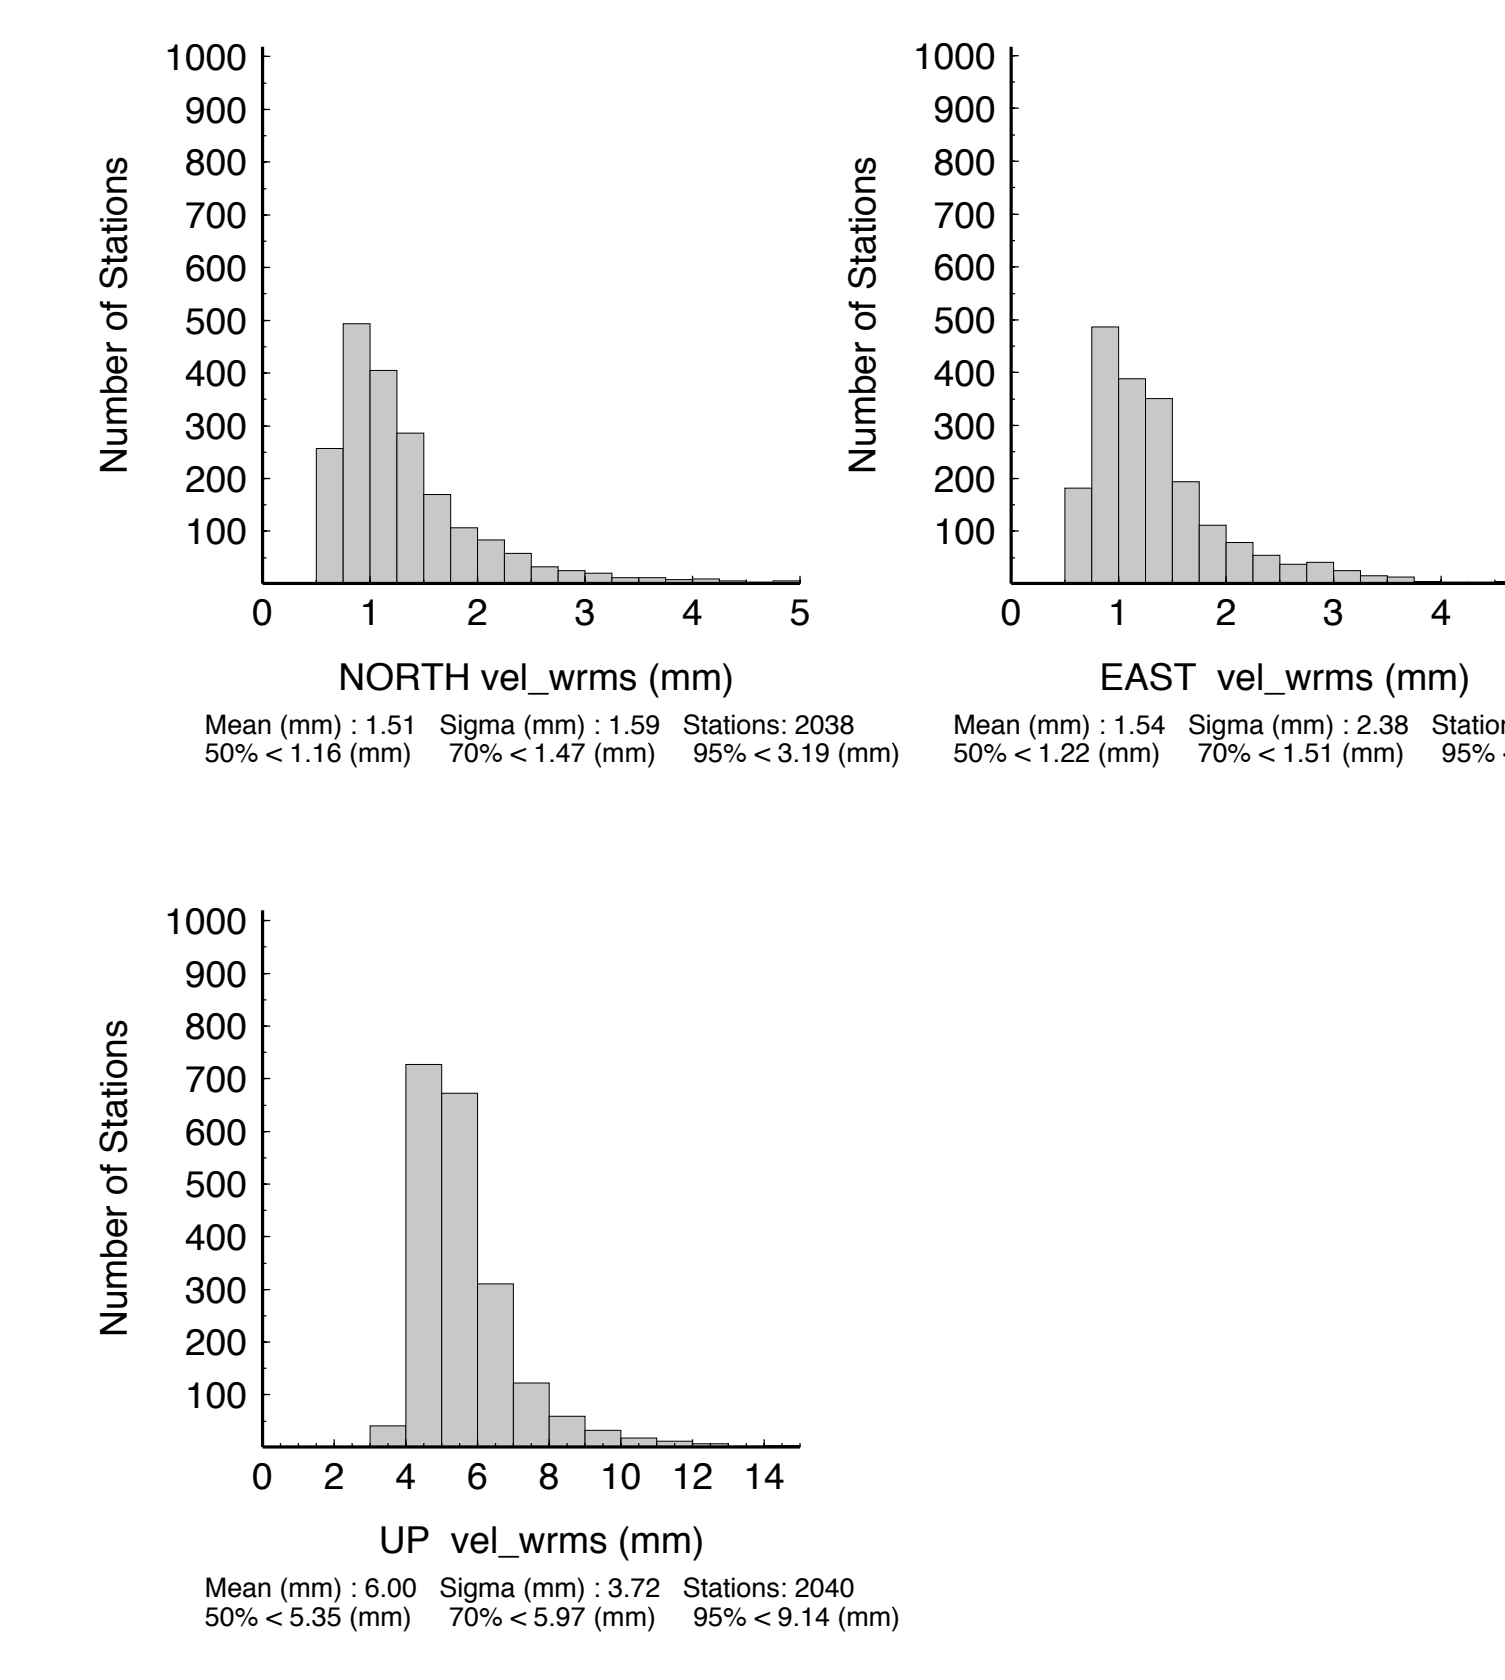 1000
900
800
700
600
500
400
300
200
100
Number of Stations
0 1 2 3 4 5
NORTH vel_wrms (mm)
Mean (mm) : 1.51 Sigma (mm) : 1.59 Stations: 2038
50% < 1.16 (mm) 70% < 1.47 (mm) 95% < 3.19 (mm)
1000
900
800
700
600
500
400
300
200
100
Number of Stations
0 1 2 3 4
EAST vel_wrms (mm)
Mean (mm) : 1.54 Sigma (mm) : 2.38
50% < 1.22 (mm) 70% < 1.51 (mm) 95%
1000
900
800
700
600
500
400
300
200
100
Number of Stations
0 2 4 6 8 10 12 14
UP vel_wrms (mm)
Mean (mm) : 6.00 Sigma (mm) : 3.72 Stations: 2040
50% < 5.35 (mm) 70% < 5.97 (mm) 95% < 9.14 (mm)